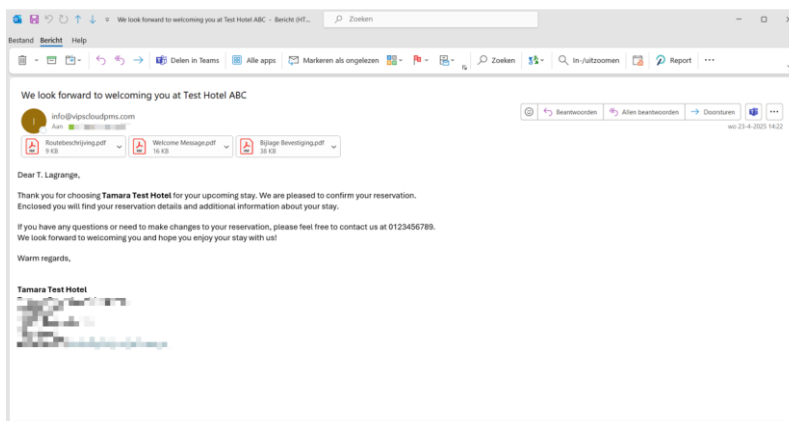 We look forward to welcoming you at Test Hotel ABC - Bericht (HT...
Zoeken
Bestand Bericht Help
Delen in Teams Alle apps Markeren als ongelezen Zoeken In-/uitzoomen Report
We look forward to welcoming you at Test Hotel ABC
I
info@vipscloudpms.com
Aan
Beantwoorden Allen beantwoorden Doorsturen
wo 23-4-2025 14:22
Routebeschrijving.pdf
9 KB
Welcome Message.pdf
16 KB
Bijlage Bevestiging.pdf
38 KB
Dear T. Lagrange,
Thank you for choosing Tamara Test Hotel for your upcoming stay. We are pleased to confirm your reservation.
Enclosed you will find your reservation details and additional information about your stay.
If you have any questions or need to make changes to your reservation, please feel free to contact us at 0123456789.
We look forward to welcoming you and hope you enjoy your stay with us!
Warm regards,
Tamara Test Hotel